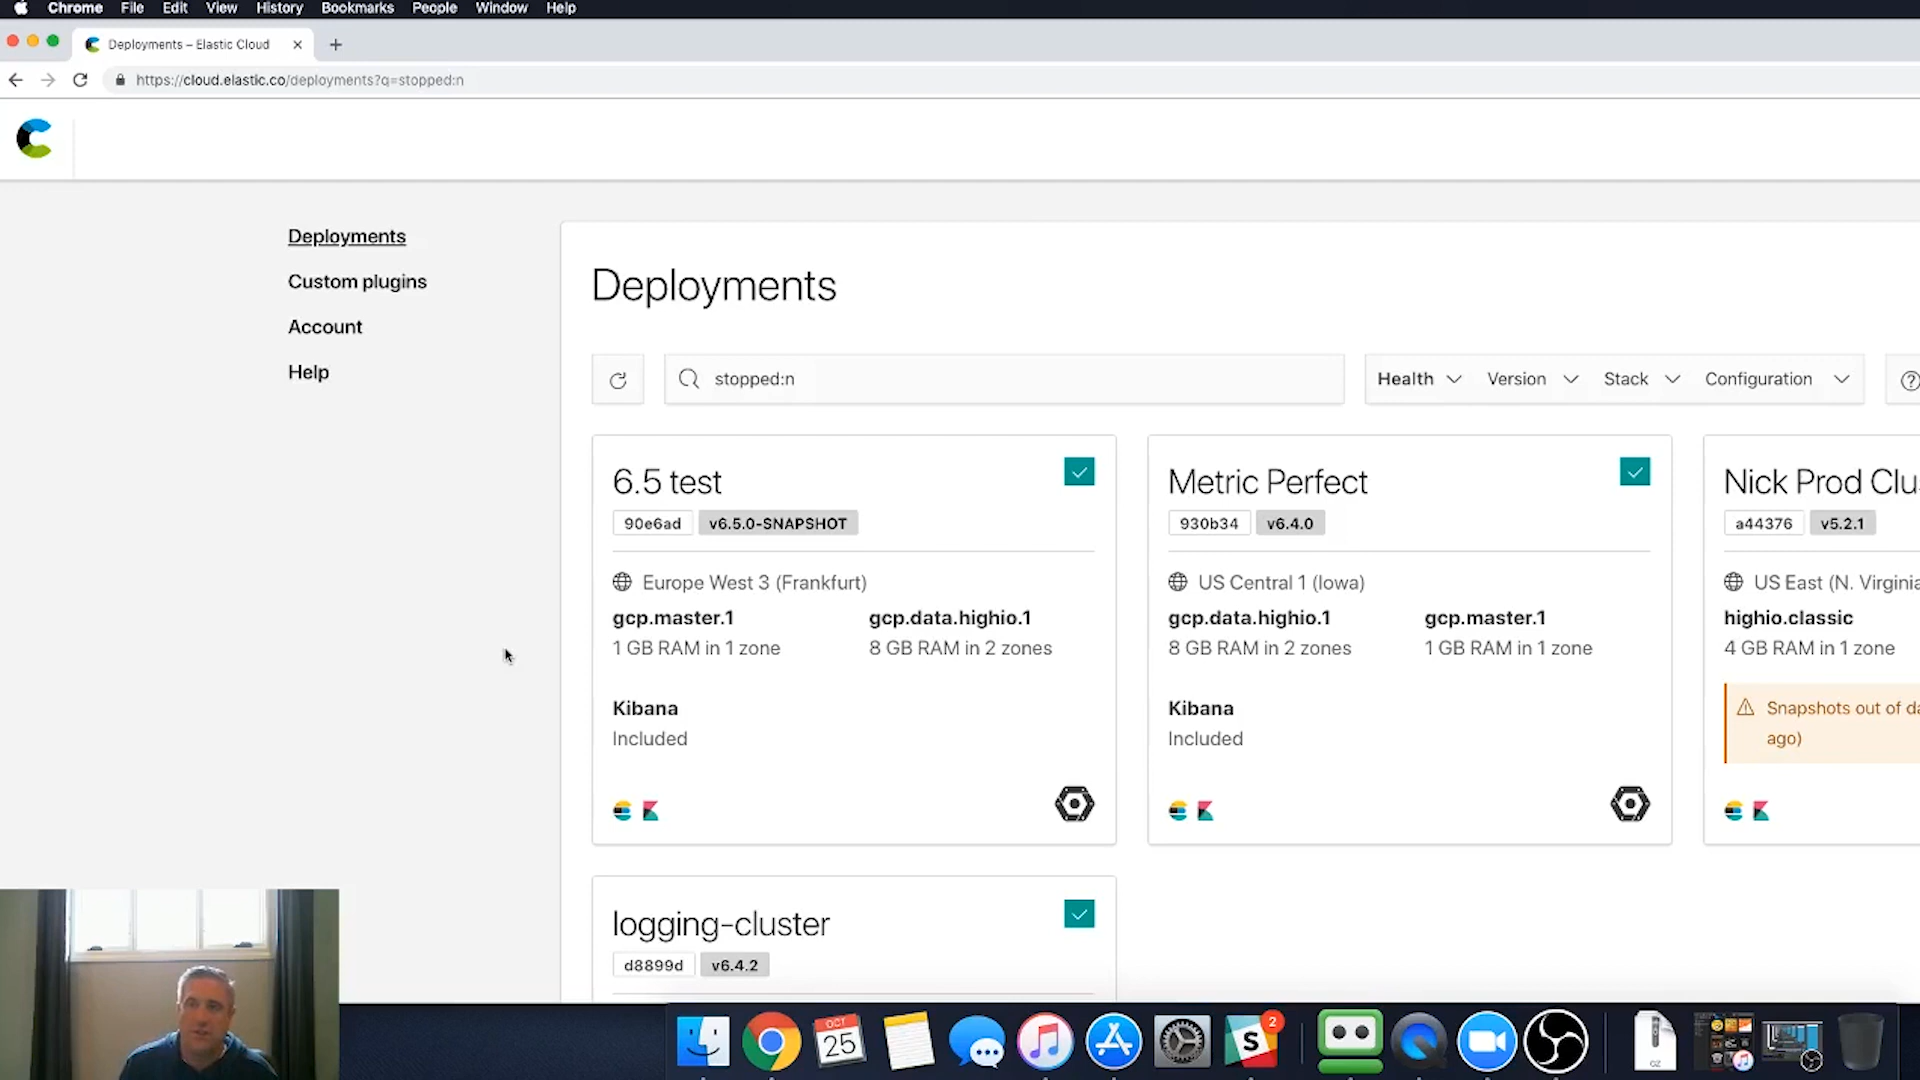 Chrome File Edit View History Bookmarks People Window Help
Deployments – Elastic Cloud
https://cloud.elastic.co/deployments?q=stopped:n
Deployments
Custom plugins
Account
Help
Deployments
stopped:n
Health Version Stack Configuration
6.5 test
90e6ad v6.5.0-SNAPSHOT
Europe West 3 (Frankfurt)
gcp.master.1 gcp.data.highio.1
1 GB RAM in 1 zone 8 GB RAM in 2 zones
Kibana
Included
Metric Perfect
930b34 v6.4.0
US Central 1 (Iowa)
gcp.data.highio.1 gcp.master.1
8 GB RAM in 2 zones 1 GB RAM in 1 zone
Kibana
Included
Nick Prod Clu
a44376 v5.2.1
US East (N. Virginia
highio.classic
4 GB RAM in 1 zone
Snapshots out of da
ago)
logging-cluster
d8899d v6.4.2
OCT
25
2